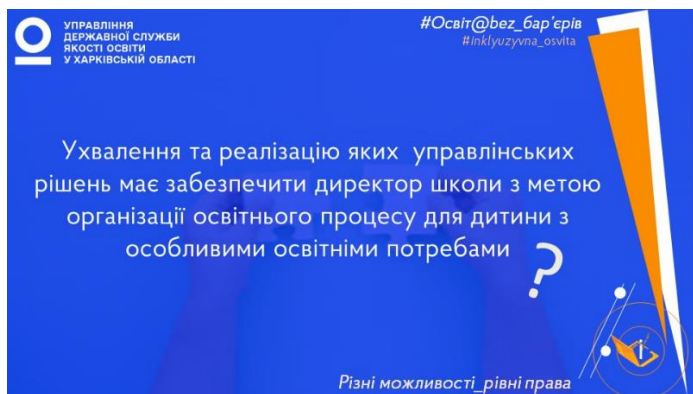 УПРАВЛІННЯ
ДЕРЖАВНОЇ СЛУЖБИ
ЯКОСТІ ОСВІТИ
У ХАРКІВСЬКІЙ ОБЛАСТІ
#Освіт@bez_бар'єрів
#inklyuzyvna_osvita
Ухвалення та реалізацію яких управлінських
рішень має забезпечити директор школи з метою
організації освітнього процесу для дитини з
особливими освітніми потребами
?
і
Різні можливості_рівні права